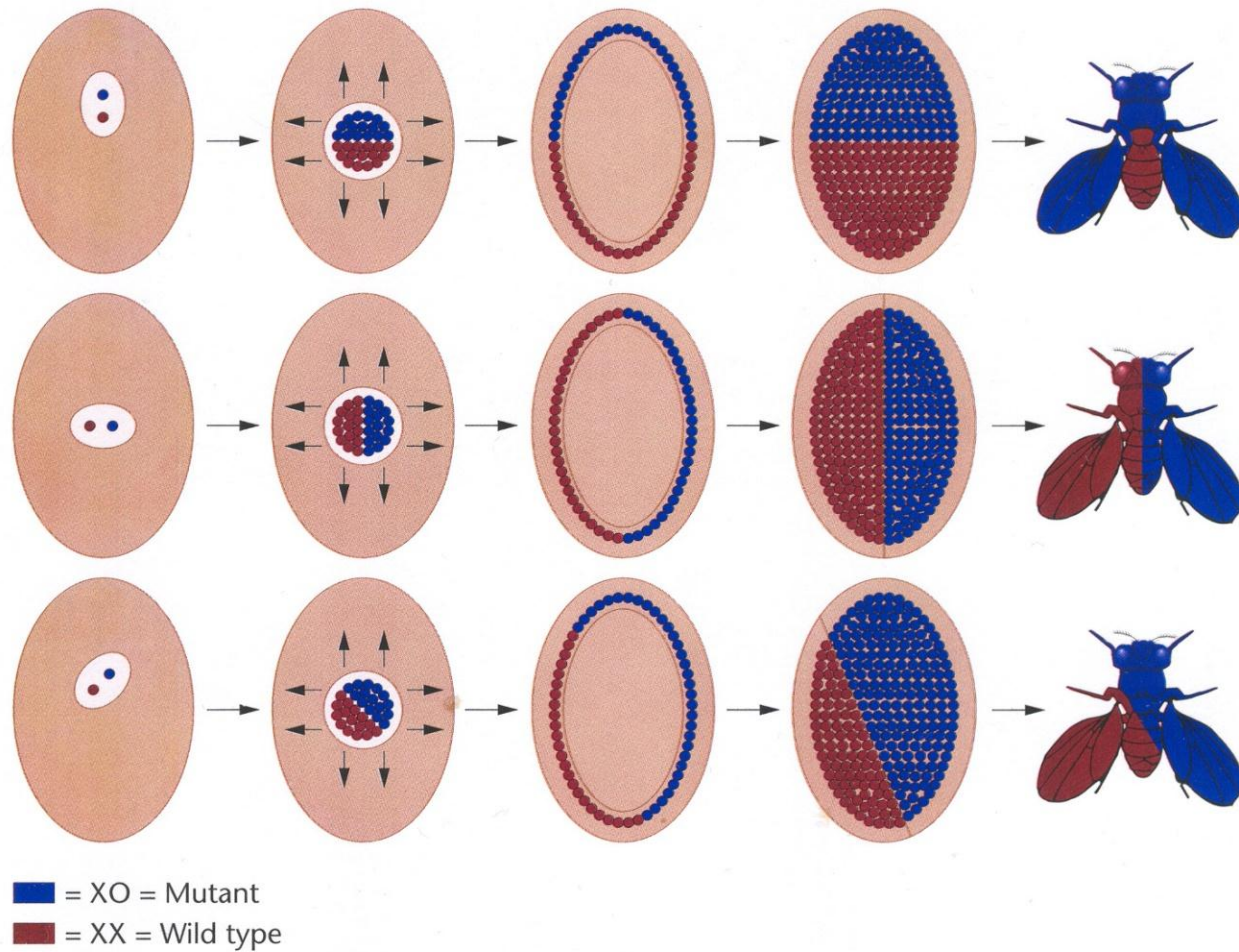 = XO = Mutant
= XX = Wild type